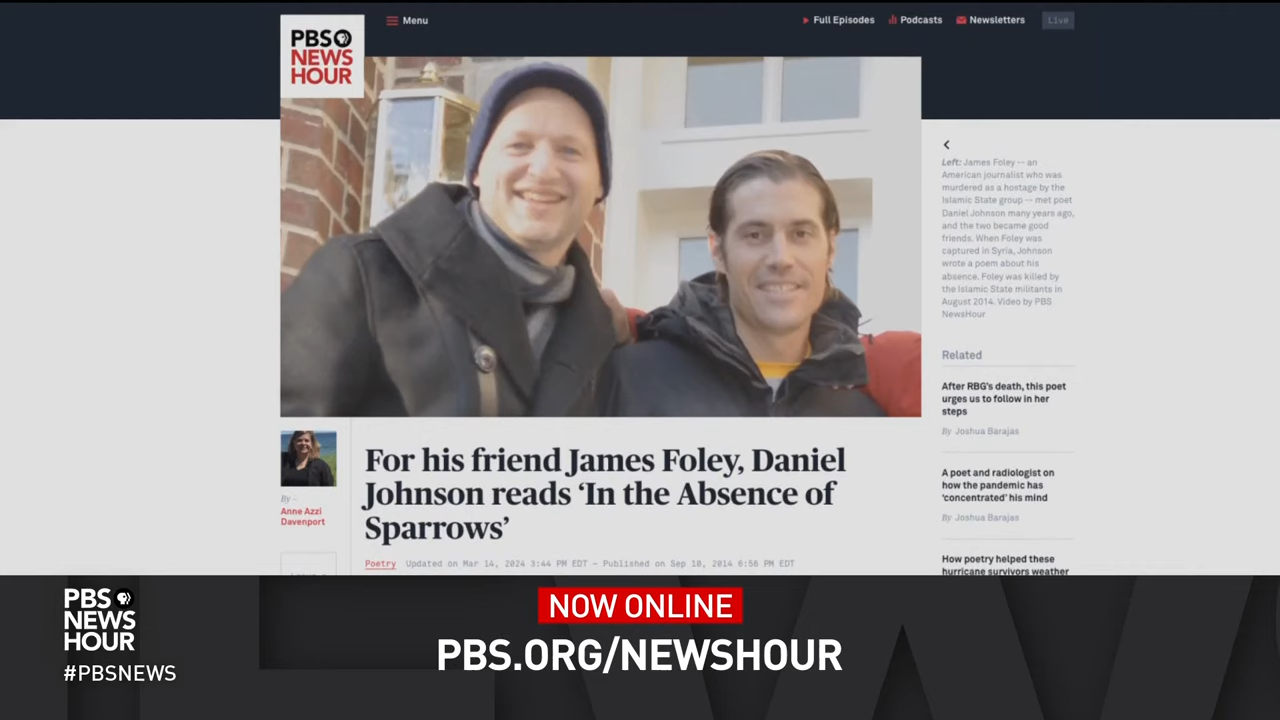 PBS
NEWS
HOUR
Menu
Full Episodes
Podcasts
Newsletters
Live
Left: James Foley -- an
American journalist who was
murdered as a hostage by the
Islamic State group -- met poet
Daniel Johnson many years ago,
and the two became good
friends. When Foley was
captured in Syria, Johnson
wrote a poem about his
absence. Foley was killed by
the Islamic State militants in
August 2014. Video by PBS
NewsHour
Related
After RBG's death, this poet
urges us to follow in her
steps
By Joshua Barajas
A poet and radiologist on
how the pandemic has
'concentrated' his mind
By Joshua Barajas
How poetry helped these
hurricane survivors weather
By —
Anne Azzi
Davenport
For his friend James Foley, Daniel
Johnson reads ‘In the Absence of
Sparrows’
Poetry Updated on Mar 14, 2024 3:44 PM EDT — Published on Sep 10, 2014 6:56 PM EDT
PBS
NEWS
HOUR
#PBSNEWS
NOW ONLINE
PBS.ORG/NEWSHOUR